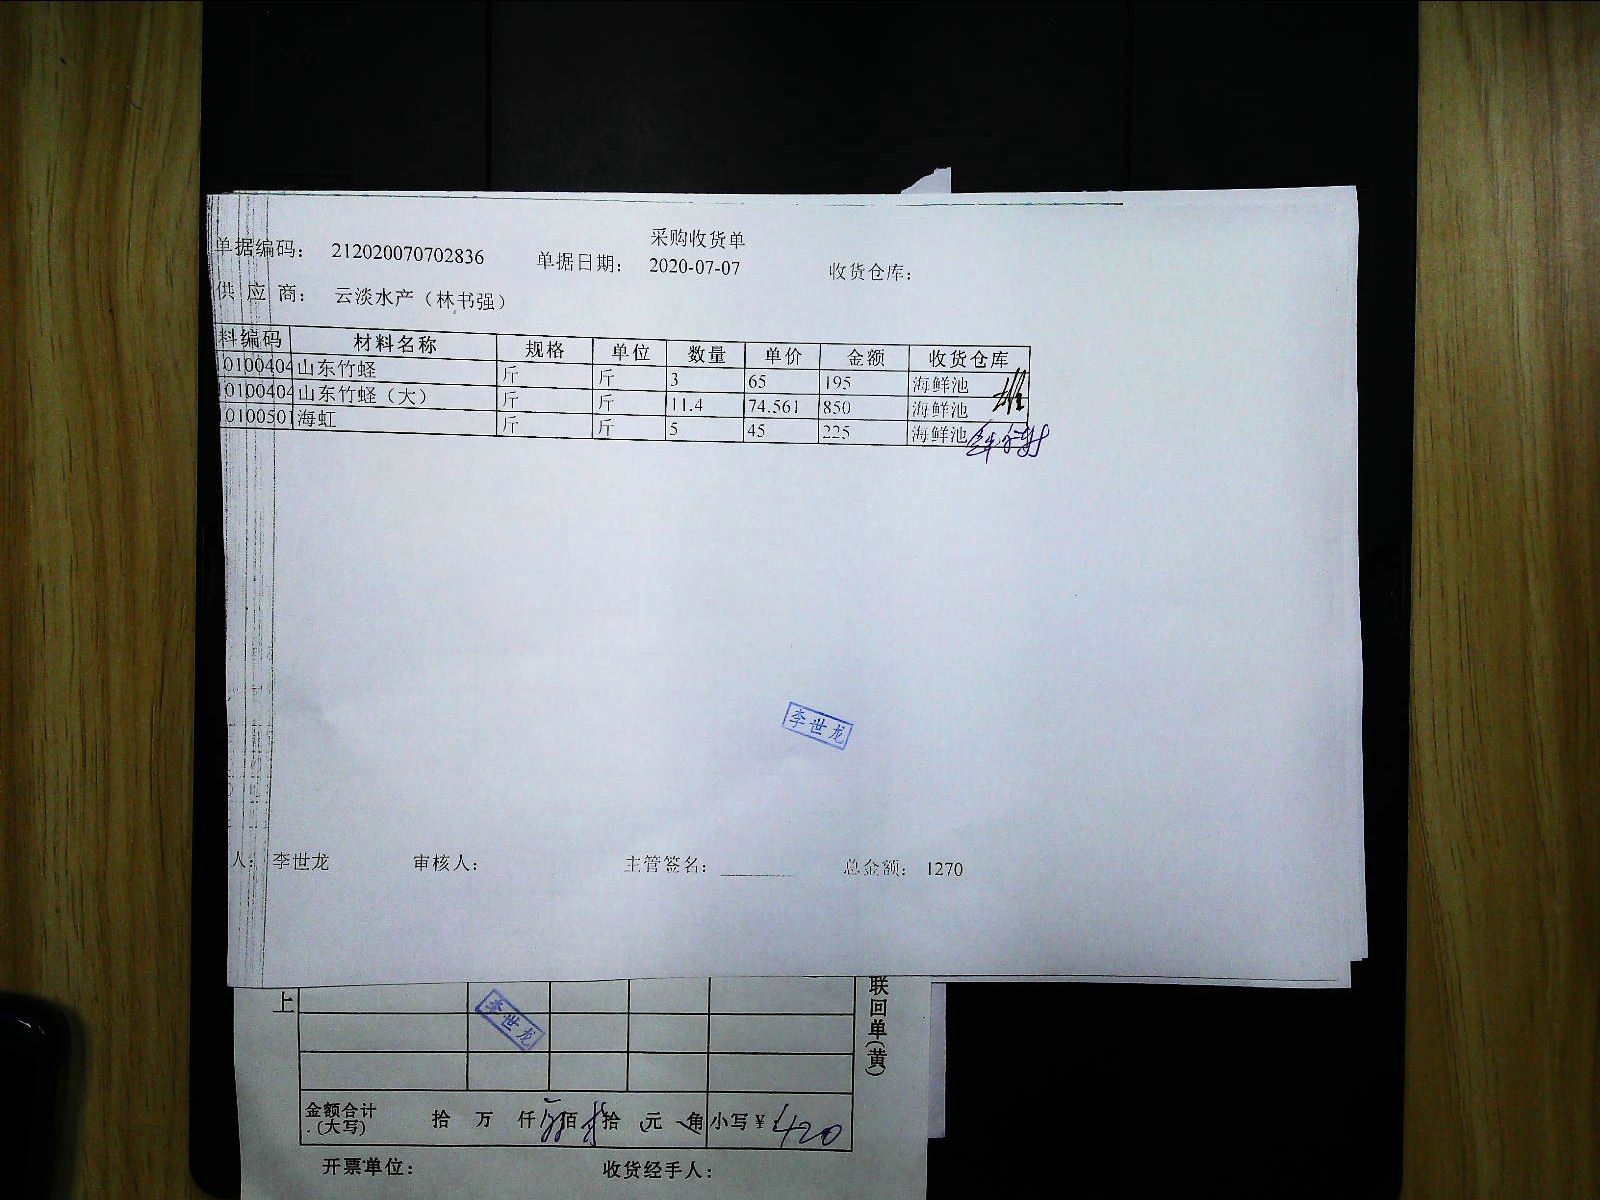 采购收货单
单据编码： 212020070702836 单据日期： 2020-07-07 收货仓库：
供 应 商： 云淡水产（林书强）
料编码 材料名称 规格 单位 数量 单价 金额 收货仓库
0100404 山东竹蛏 斤 斤 3 65 195 海鲜池
0100404 山东竹蛏（大） 斤 斤 11.4 74.561 850 海鲜池
0100501 海虹 斤 斤 5 45 225 海鲜池
李世龙
人： 李世龙 审核人： 主管签名： 总金额： 1270
上
李世龙
联回单(黄)
金额合计(大写) 拾 万 仟 佰 拾 元 角 小写¥ 420
开票单位： 收货经手人：